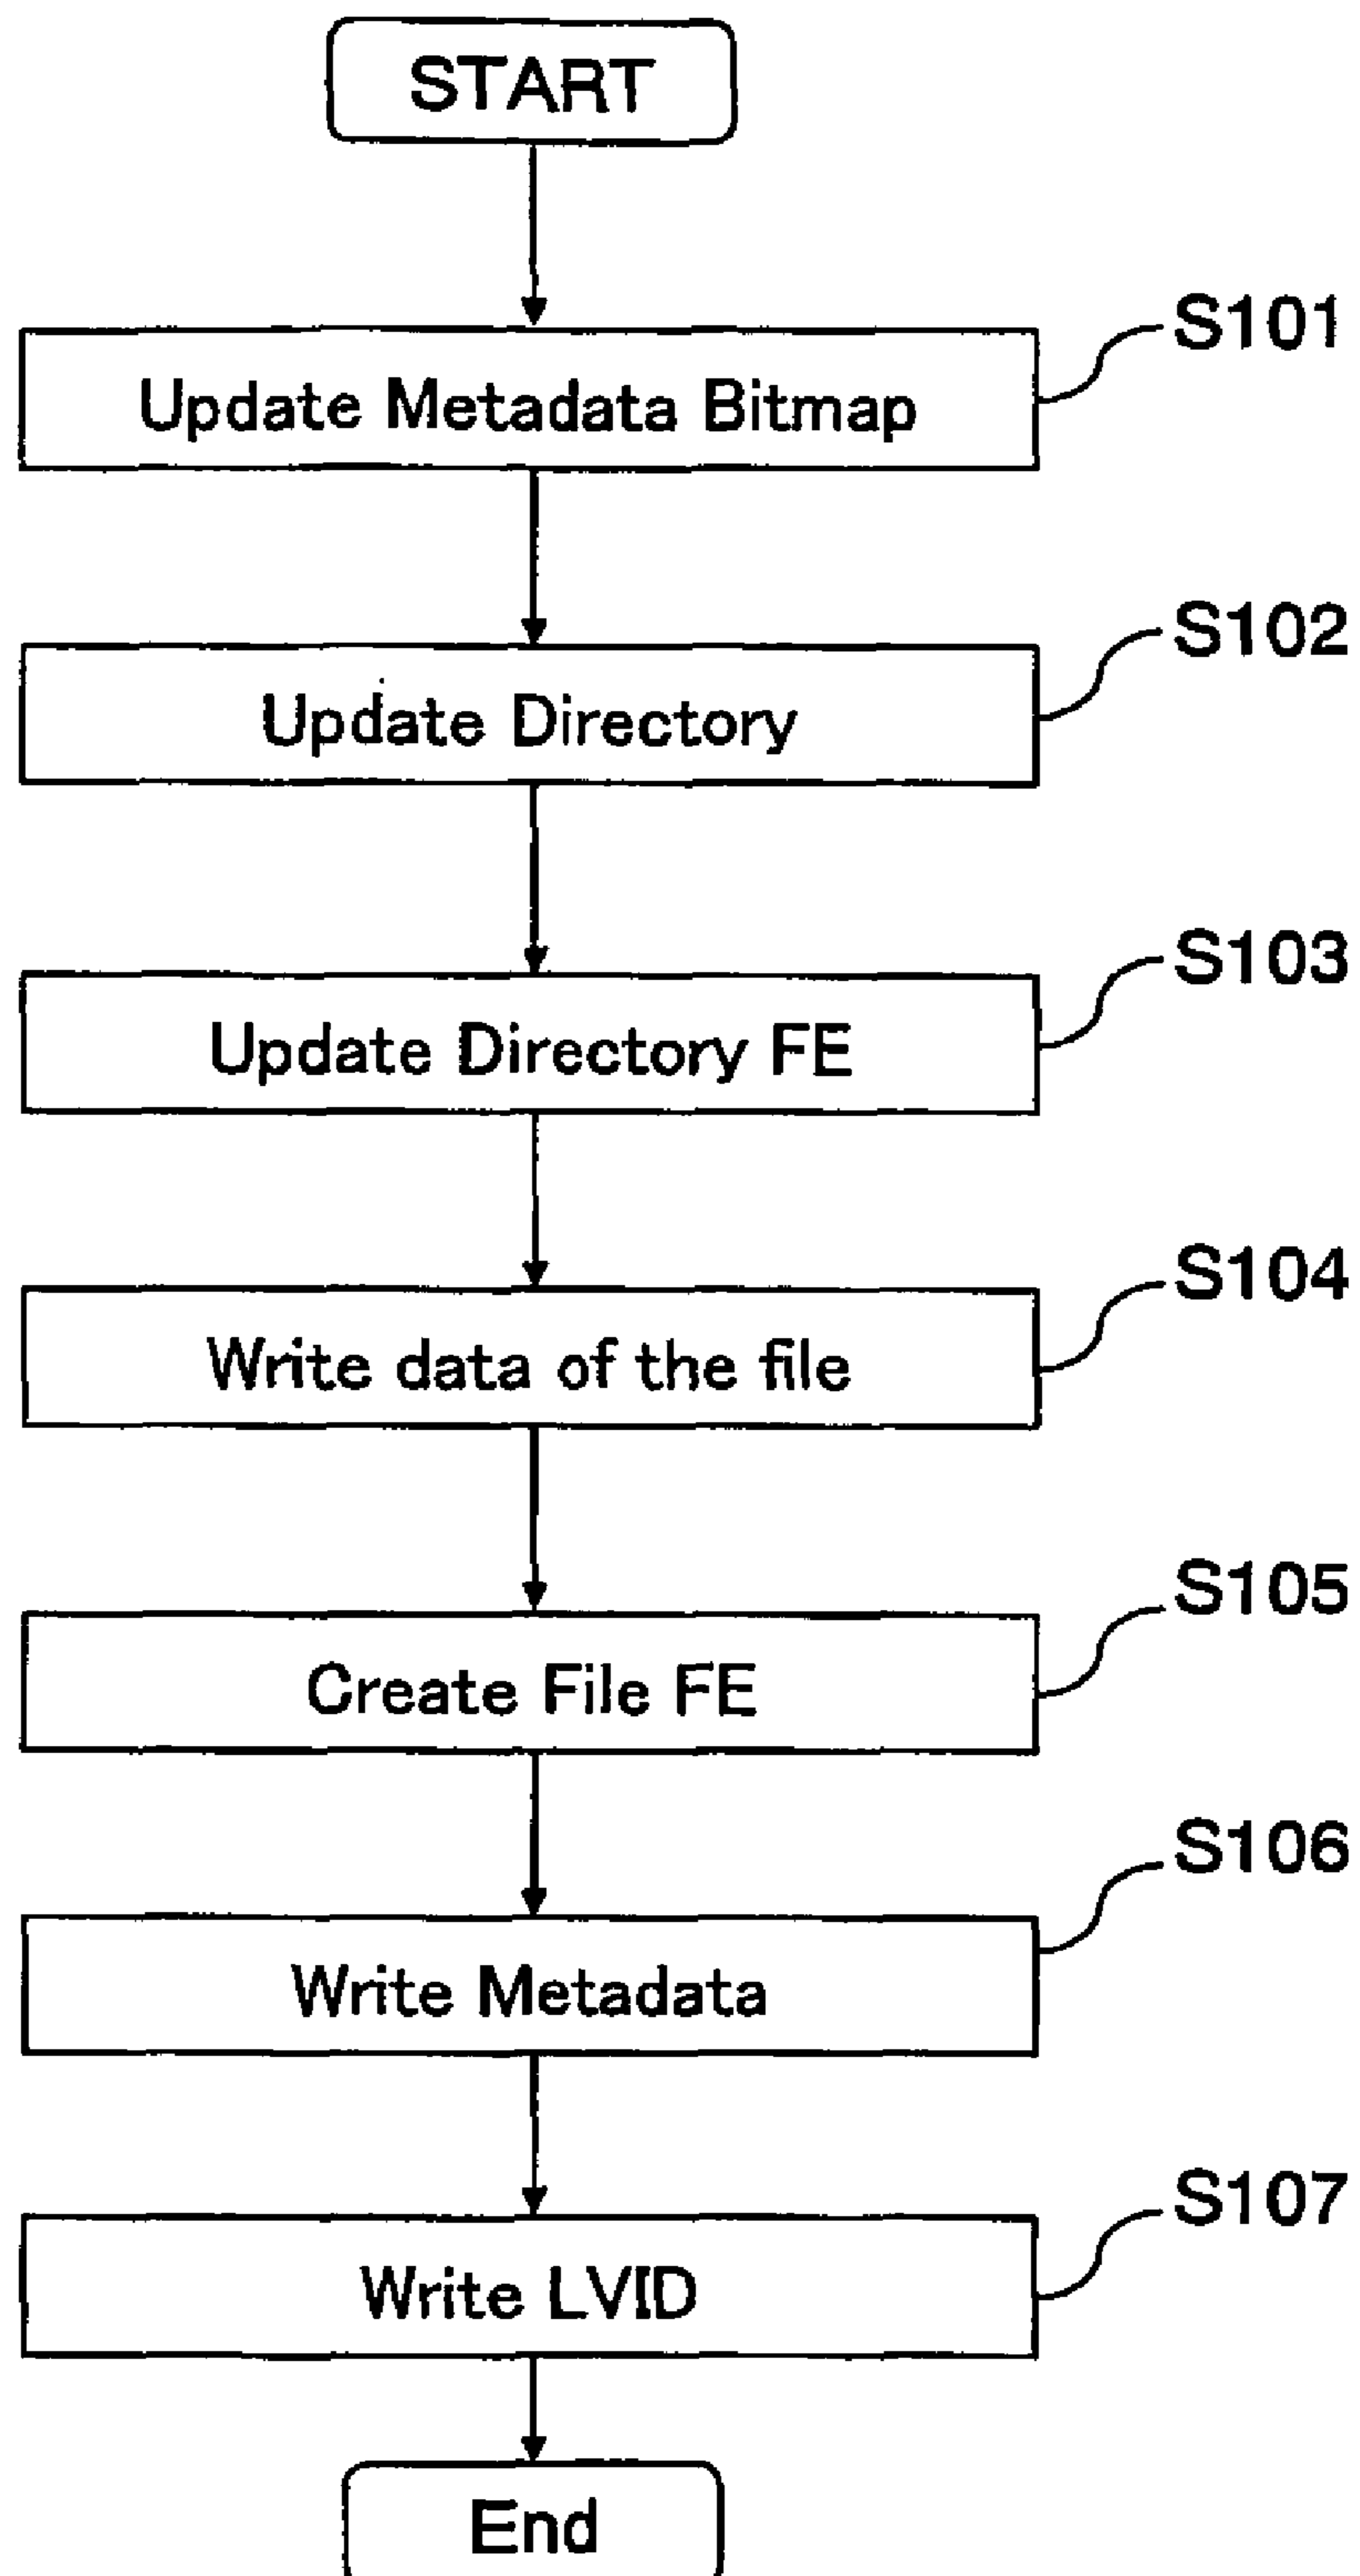 START
S101
Update Metadata Bitmap
S102
Update Directory
S103
Update Directory FE
S104
Write data of the file
S105
Create File FE
S106
Write Metadata
S107
Write LVID
End